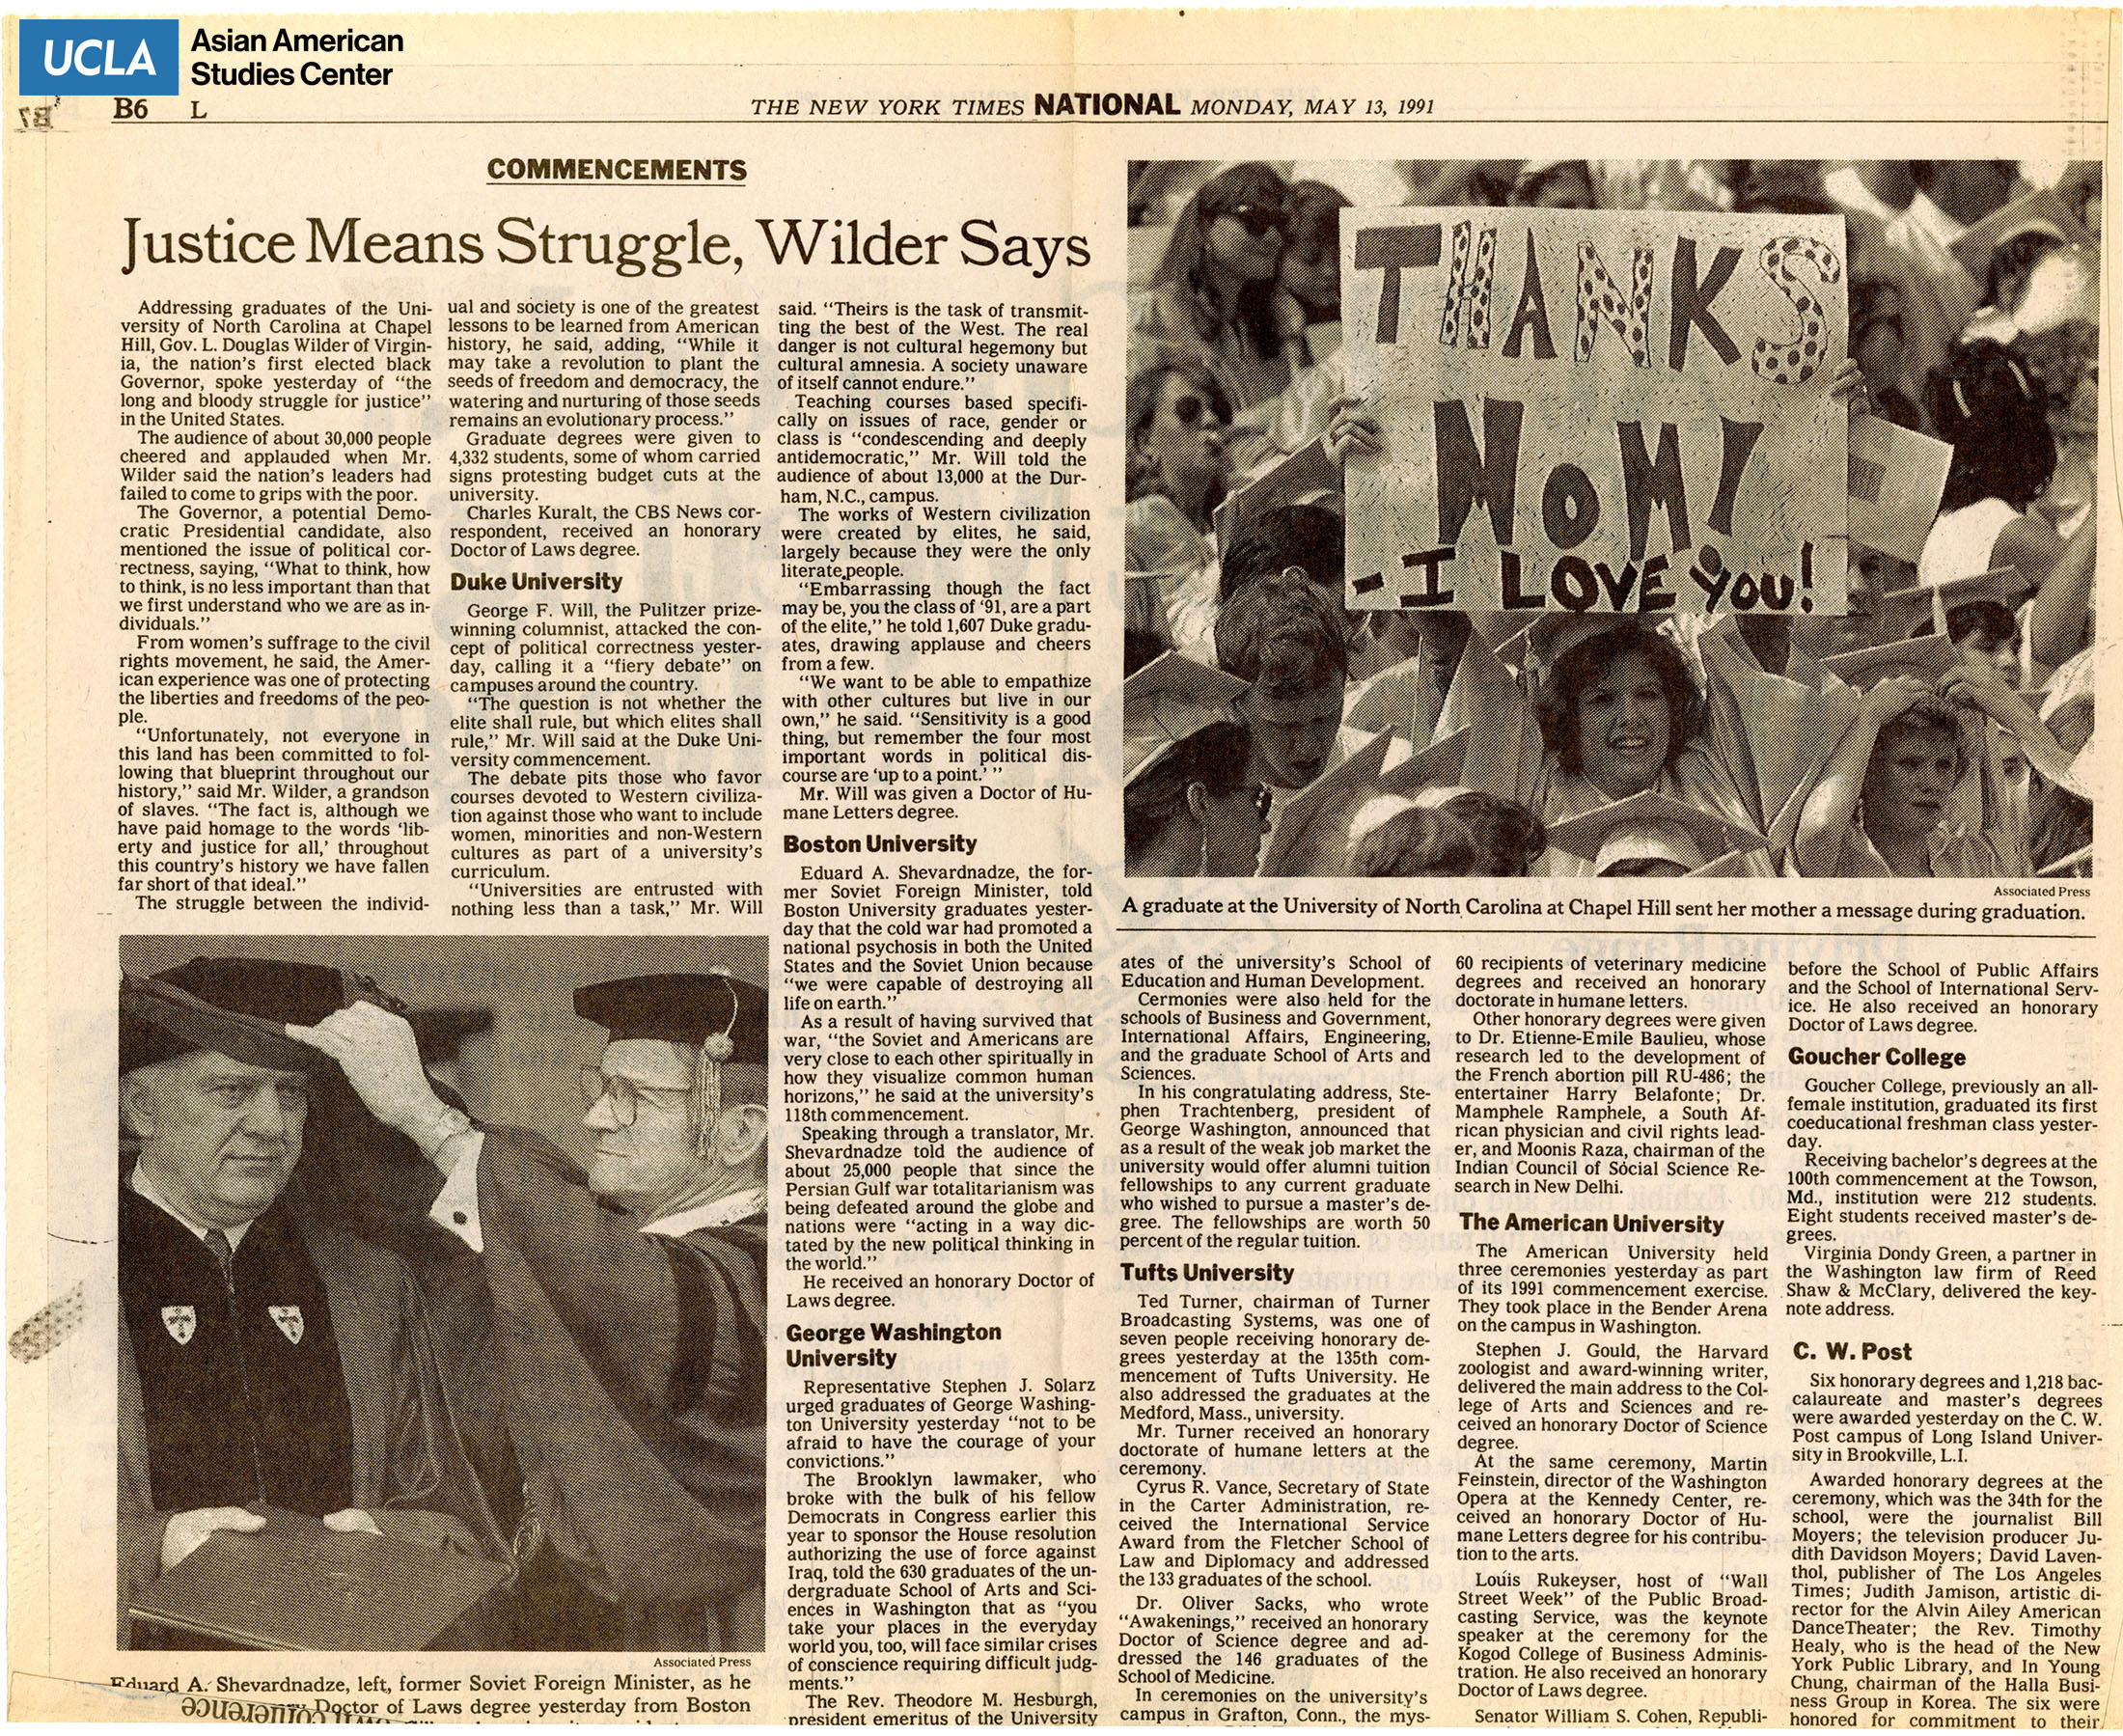 UCLA
Asian American
Studies Center
B7
B6 L
THE NEW YORK TIMES NATIONAL MONDAY, MAY 13, 1991
COMMENCEMENTS
Justice Means Struggle, Wilder Says
Addressing graduates of the Uni-
versity of North Carolina at Chapel
Hill, Gov. L. Douglas Wilder of Virgin-
ia, the nation's first elected black
Governor, spoke yesterday of “the
long and bloody struggle for justice”
in the United States.
The audience of about 30,000 people
cheered and applauded when Mr.
Wilder said the nation's leaders had
failed to come to grips with the poor.
The Governor, a potential Demo-
cratic Presidential candidate, also
mentioned the issue of political cor-
rectness, saying, “What to think, how
to think, is no less important than that
we first understand who we are as in-
dividuals.”
From women's suffrage to the civil
rights movement, he said, the Amer-
ican experience was one of protecting
the liberties and freedoms of the peo-
ple.
“Unfortunately, not everyone in
this land has been committed to fol-
lowing that blueprint throughout our
history,” said Mr. Wilder, a grandson
of slaves. “The fact is, although we
have paid homage to the words ‘lib-
erty and justice for all,’ throughout
this country's history we have fallen
far short of that ideal.”
The struggle between the individ-
ual and society is one of the greatest
lessons to be learned from American
history, he said, adding, “While it
may take a revolution to plant the
seeds of freedom and democracy, the
watering and nurturing of those seeds
remains an evolutionary process.”
Graduate degrees were given to
4,332 students, some of whom carried
signs protesting budget cuts at the
university.
Charles Kuralt, the CBS News cor-
respondent, received an honorary
Doctor of Laws degree.
Duke University
George F. Will, the Pulitzer prize-
winning columnist, attacked the con-
cept of political correctness yester-
day, calling it a “fiery debate” on
campuses around the country.
“The question is not whether the
elite shall rule, but which elites shall
rule,” Mr. Will said at the Duke Uni-
versity commencement.
The debate pits those who favor
courses devoted to Western civiliza-
tion against those who want to include
women, minorities and non-Western
cultures as part of a university's
curriculum.
“Universities are entrusted with
nothing less than a task,” Mr. Will
said. “Theirs is the task of transmit-
ting the best of the West. The real
danger is not cultural hegemony but
cultural amnesia. A society unaware
of itself cannot endure.”
Teaching courses based specifi-
cally on issues of race, gender or
class is “condescending and deeply
antidemocratic,” Mr. Will told the
audience of about 13,000 at the Dur-
ham, N.C., campus.
The works of Western civilization
were created by elites, he said,
largely because they were the only
literate people.
“Embarrassing though the fact
may be, you the class of '91, are a part
of the elite,” he told 1,607 Duke gradu-
ates, drawing applause and cheers
from a few.
“We want to be able to empathize
with other cultures but live in our
own,” he said. “Sensitivity is a good
thing, but remember the four most
important words in political dis-
course are ‘up to a point.’ ”
Mr. Will was given a Doctor of Hu-
mane Letters degree.
Boston University
Eduard A. Shevardnadze, the for-
mer Soviet Foreign Minister, told
Boston University graduates yester-
day that the cold war had promoted a
national psychosis in both the United
States and the Soviet Union because
“we were capable of destroying all
life on earth.”
As a result of having survived that
war, “the Soviet and Americans are
very close to each other spiritually in
how they visualize common human
horizons,” he said at the university's
118th commencement.
Speaking through a translator, Mr.
Shevardnadze told the audience of
about 25,000 people that since the
Persian Gulf war totalitarianism was
being defeated around the globe and
nations were “acting in a way dic-
tated by the new political thinking in
the world.”
He received an honorary Doctor of
Laws degree.
George Washington
University
Representative Stephen J. Solarz
urged graduates of George Washing-
ton University yesterday “not to be
afraid to have the courage of your
convictions.”
The Brooklyn lawmaker, who
broke with the bulk of his fellow
Democrats in Congress earlier this
year to sponsor the House resolution
authorizing the use of force against
Iraq, told the 630 graduates of the un-
dergraduate School of Arts and Sci-
ences in Washington that as “you
take your places in the everyday
world you, too, will face similar crises
of conscience requiring difficult judg-
ments.”
The Rev. Theodore M. Hesburgh,
president emeritus of the University
THANKS
MOM!
-I LOVE YOU!
Associated Press
A graduate at the University of North Carolina at Chapel Hill sent her mother a message during graduation.
ates of the university's School of
Education and Human Development.
Cermonies were also held for the
schools of Business and Government,
International Affairs, Engineering,
and the graduate School of Arts and
Sciences.
In his congratulating address, Ste-
phen Trachtenberg, president of
George Washington, announced that
as a result of the weak job market the
university would offer alumni tuition
fellowships to any current graduate
who wished to pursue a master's de-
gree. The fellowships are worth 50
percent of the regular tuition.
Tufts University
Ted Turner, chairman of Turner
Broadcasting Systems, was one of
seven people receiving honorary de-
grees yesterday at the 135th com-
mencement of Tufts University. He
also addressed the graduates at the
Medford, Mass., university.
Mr. Turner received an honorary
doctorate of humane letters at the
ceremony.
Cyrus R. Vance, Secretary of State
in the Carter Administration, re-
ceived the International Service
Award from the Fletcher School of
Law and Diplomacy and addressed
the 133 graduates of the school.
Dr. Oliver Sacks, who wrote
“Awakenings,” received an honorary
Doctor of Science degree and ad-
dressed the 146 graduates of the
School of Medicine.
In ceremonies on the university's
campus in Grafton, Conn., the mys-
60 recipients of veterinary medicine
degrees and received an honorary
doctorate in humane letters.
Other honorary degrees were given
to Dr. Etienne-Emile Baulieu, whose
research led to the development of
the French abortion pill RU-486; the
entertainer Harry Belafonte; Dr.
Mamphele Ramphele, a South Af-
rican physician and civil rights lead-
er, and Moonis Raza, chairman of the
Indian Council of Social Science Re-
search in New Delhi.
The American University
The American University held
three ceremonies yesterday as part
of its 1991 commencement exercise.
They took place in the Bender Arena
on the campus in Washington.
Stephen J. Gould, the Harvard
zoologist and award-winning writer,
delivered the main address to the Col-
lege of Arts and Sciences and re-
ceived an honorary Doctor of Science
degree.
At the same ceremony, Martin
Feinstein, director of the Washington
Opera at the Kennedy Center, re-
ceived an honorary Doctor of Hu-
mane Letters degree for his contribu-
tion to the arts.
Louis Rukeyser, host of “Wall
Street Week” of the Public Broad-
casting Service, was the keynote
speaker at the ceremony for the
Kogod College of Business Adminis-
tration. He also received an honorary
Doctor of Laws degree.
Senator William S. Cohen, Republi-
before the School of Public Affairs
and the School of International Serv-
ice. He also received an honorary
Doctor of Laws degree.
Goucher College
Goucher College, previously an all-
female institution, graduated its first
coeducational freshman class yester-
day.
Receiving bachelor's degrees at the
100th commencement at the Towson,
Md., institution were 212 students.
Eight students received master's de-
grees.
Virginia Dondy Green, a partner in
the Washington law firm of Reed
Shaw & McClary, delivered the key-
note address.
C. W. Post
Six honorary degrees and 1,218 bac-
calaureate and master's degrees
were awarded yesterday on the C. W.
Post campus of Long Island Univer-
sity in Brookville, L.I.
Awarded honorary degrees at the
ceremony, which was the 34th for the
school, were the journalist Bill
Moyers; the television producer Ju-
dith Davidson Moyers; David Laven-
thol, publisher of The Los Angeles
Times; Judith Jamison, artistic di-
rector for the Alvin Ailey American
DanceTheater; the Rev. Timothy
Healy, who is the head of the New
York Public Library, and In Young
Chung, chairman of the Halla Busi-
ness Group in Korea. The six were
honored for commitment to their
Associated Press
Eduard A. Shevardnadze, left, former Soviet Foreign Minister, as he
Doctor of Laws degree yesterday from Boston